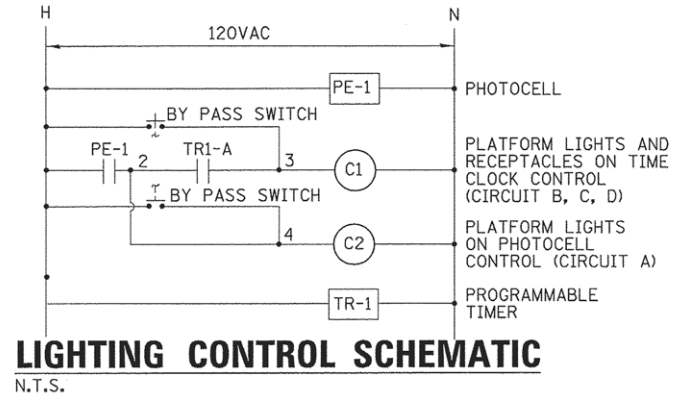 H
N
120VAC
PE-1
PHOTOCELL
BY PASS SWITCH
PE-1
2
TR1-A
3
C1
PLATFORM LIGHTS AND
RECEPTACLES ON TIME
CLOCK CONTROL
(CIRCUIT B, C, D)
BY PASS SWITCH
4
C2
PLATFORM LIGHTS
ON PHOTOCELL
CONTROL (CIRCUIT A)
TR-1
PROGRAMMABLE
TIMER
LIGHTING CONTROL SCHEMATIC
N.T.S.